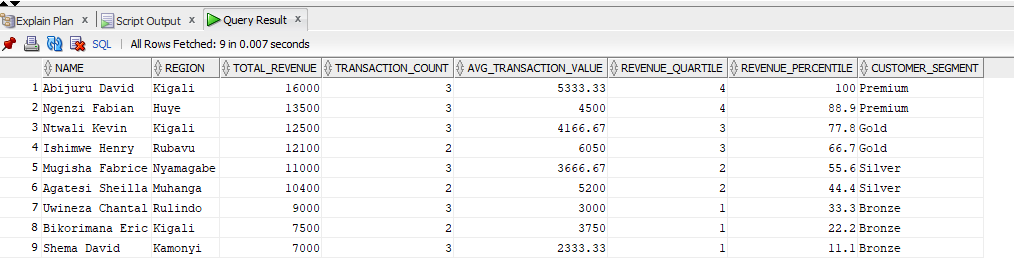 Explain Plan x Script Output x Query Result x
SQL | All Rows Fetched: 9 in 0.007 seconds
NAME REGION TOTAL_REVENUE TRANSACTION_COUNT AVG_TRANSACTION_VALUE REVENUE_QUARTILE REVENUE_PERCENTILE CUSTOMER_SEGMENT
1 Abijuru David Kigali 16000 3 5333.33 4 100 Premium
2 Ngenzi Fabian Huye 13500 3 4500 4 88.9 Premium
3 Ntwali Kevin Kigali 12500 3 4166.67 3 77.8 Gold
4 Ishimwe Henry Rubavu 12100 2 6050 3 66.7 Gold
5 Mugisha Fabrice Nyamagabe 11000 3 3666.67 2 55.6 Silver
6 Agatesi Sheilla Muhanga 10400 2 5200 2 44.4 Silver
7 Uwineza Chantal Rulindo 9000 3 3000 1 33.3 Bronze
8 Bikorimana Eric Kigali 7500 2 3750 1 22.2 Bronze
9 Shema David Kamonyi 7000 3 2333.33 1 11.1 Bronze